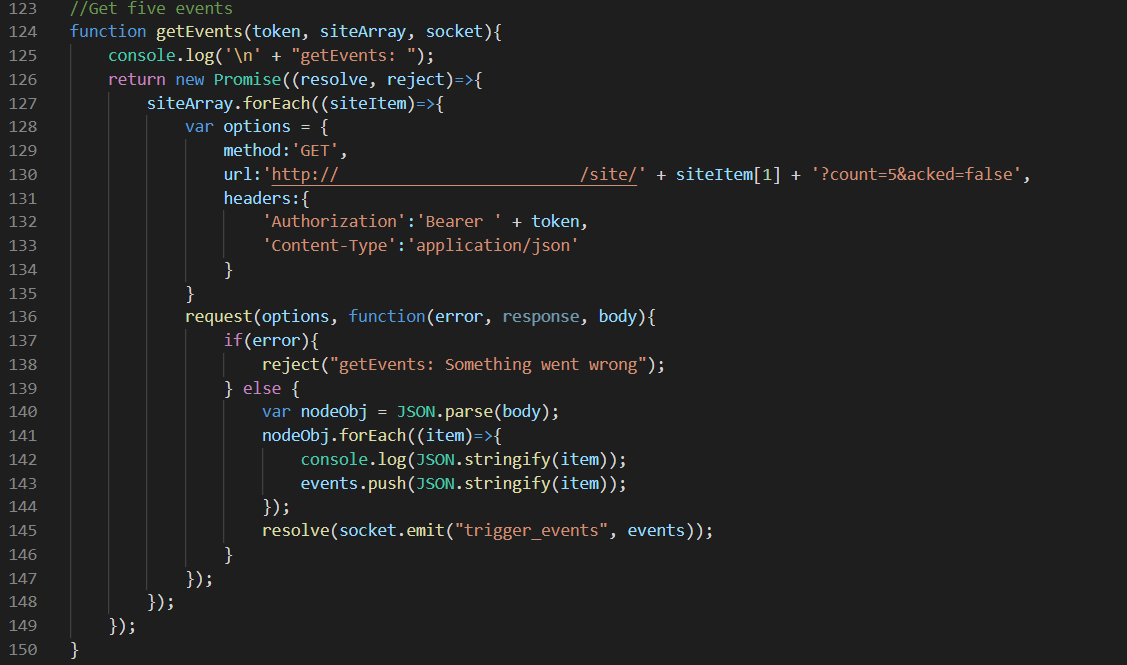 123 //Get five events
124 function getEvents(token, siteArray, socket){
125 console.log('\n' + "getEvents: ");
126 return new Promise((resolve, reject)=>{
127 siteArray.forEach((siteItem)=>{
128 var options = {
129 method:'GET',
130 url:'http:// /site/' + siteItem[1] + '?count=5&acked=false',
131 headers:{
132 'Authorization':'Bearer ' + token,
133 'Content-Type':'application/json'
134 }
135 }
136 request(options, function(error, response, body){
137 if(error){
138 reject("getEvents: Something went wrong");
139 } else {
140 var nodeObj = JSON.parse(body);
141 nodeObj.forEach((item)=>{
142 console.log(JSON.stringify(item));
143 events.push(JSON.stringify(item));
144 });
145 resolve(socket.emit("trigger_events", events));
146 }
147 });
148 });
149 });
150 }